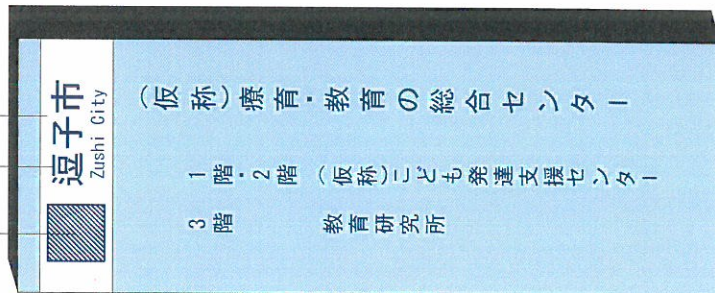 逗子市
Zushi City
（仮称）療育・教育の総合センター
1階・2階　（仮称）こども発達支援センター
3階　教育研究所